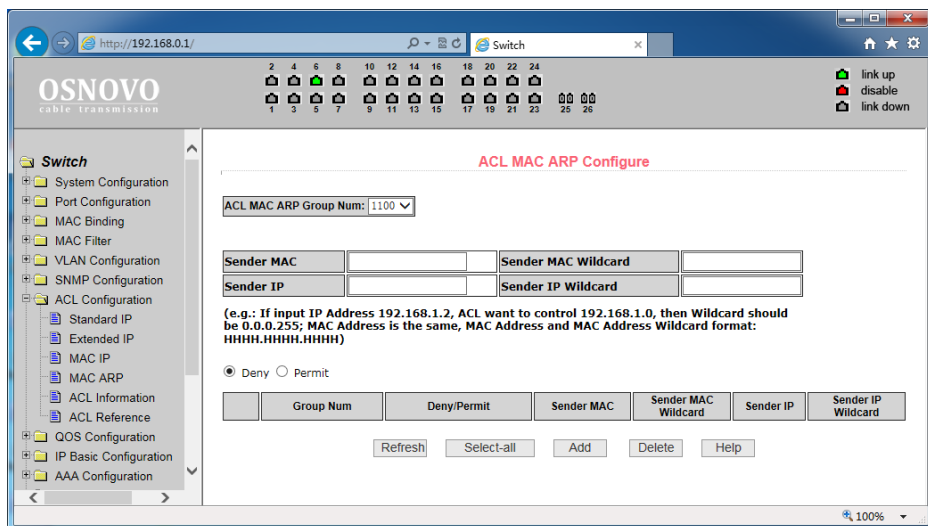 http://192.168.0.1/
Switch
OSNOVO
cable transmission
2 4 6 8 10 12 14 16 18 20 22 24
1 3 5 7 9 11 13 15 17 19 21 23 25 26
link up
disable
link down
Switch
System Configuration
Port Configuration
MAC Binding
MAC Filter
VLAN Configuration
SNMP Configuration
ACL Configuration
Standard IP
Extended IP
MAC IP
MAC ARP
ACL Information
ACL Reference
QOS Configuration
IP Basic Configuration
AAA Configuration
ACL MAC ARP Configure
ACL MAC ARP Group Num: 1100
Sender MAC Sender MAC Wildcard
Sender IP Sender IP Wildcard
(e.g.: If input IP Address 192.168.1.2, ACL want to control 192.168.1.0, then Wildcard should
be 0.0.0.255; MAC Address is the same, MAC Address and MAC Address Wildcard format:
HHHH.HHHH.HHHH)
Deny Permit
Group Num Deny/Permit Sender MAC Sender MAC Wildcard Sender IP Sender IP Wildcard
Refresh Select-all Add Delete Help
100%